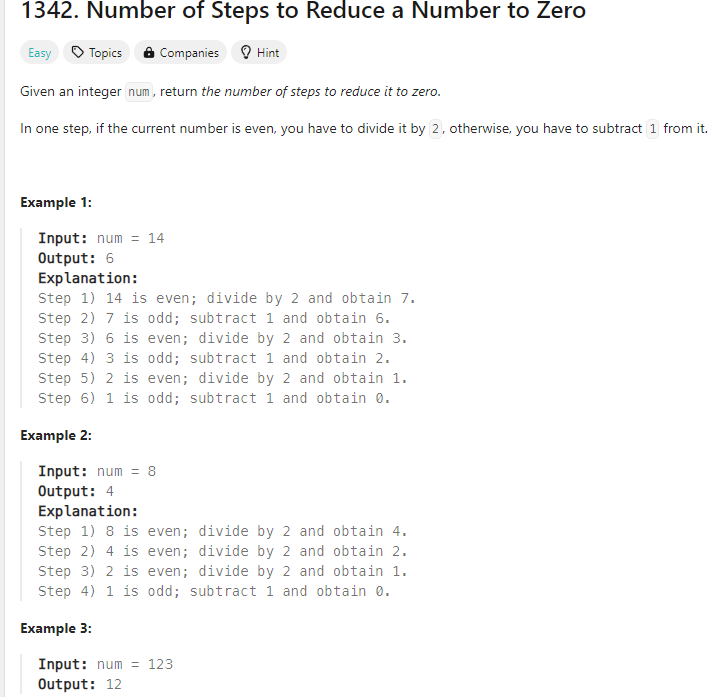 1342. Number of Steps to Reduce a Number to Zero
Easy Topics Companies Hint
Given an integer num, return the number of steps to reduce it to zero.
In one step, if the current number is even, you have to divide it by 2, otherwise, you have to subtract 1 from it.
Example 1:
Input: num = 14
Output: 6
Explanation:
Step 1) 14 is even; divide by 2 and obtain 7.
Step 2) 7 is odd; subtract 1 and obtain 6.
Step 3) 6 is even; divide by 2 and obtain 3.
Step 4) 3 is odd; subtract 1 and obtain 2.
Step 5) 2 is even; divide by 2 and obtain 1.
Step 6) 1 is odd; subtract 1 and obtain 0.
Example 2:
Input: num = 8
Output: 4
Explanation:
Step 1) 8 is even; divide by 2 and obtain 4.
Step 2) 4 is even; divide by 2 and obtain 2.
Step 3) 2 is even; divide by 2 and obtain 1.
Step 4) 1 is odd; subtract 1 and obtain 0.
Example 3:
Input: num = 123
Output: 12